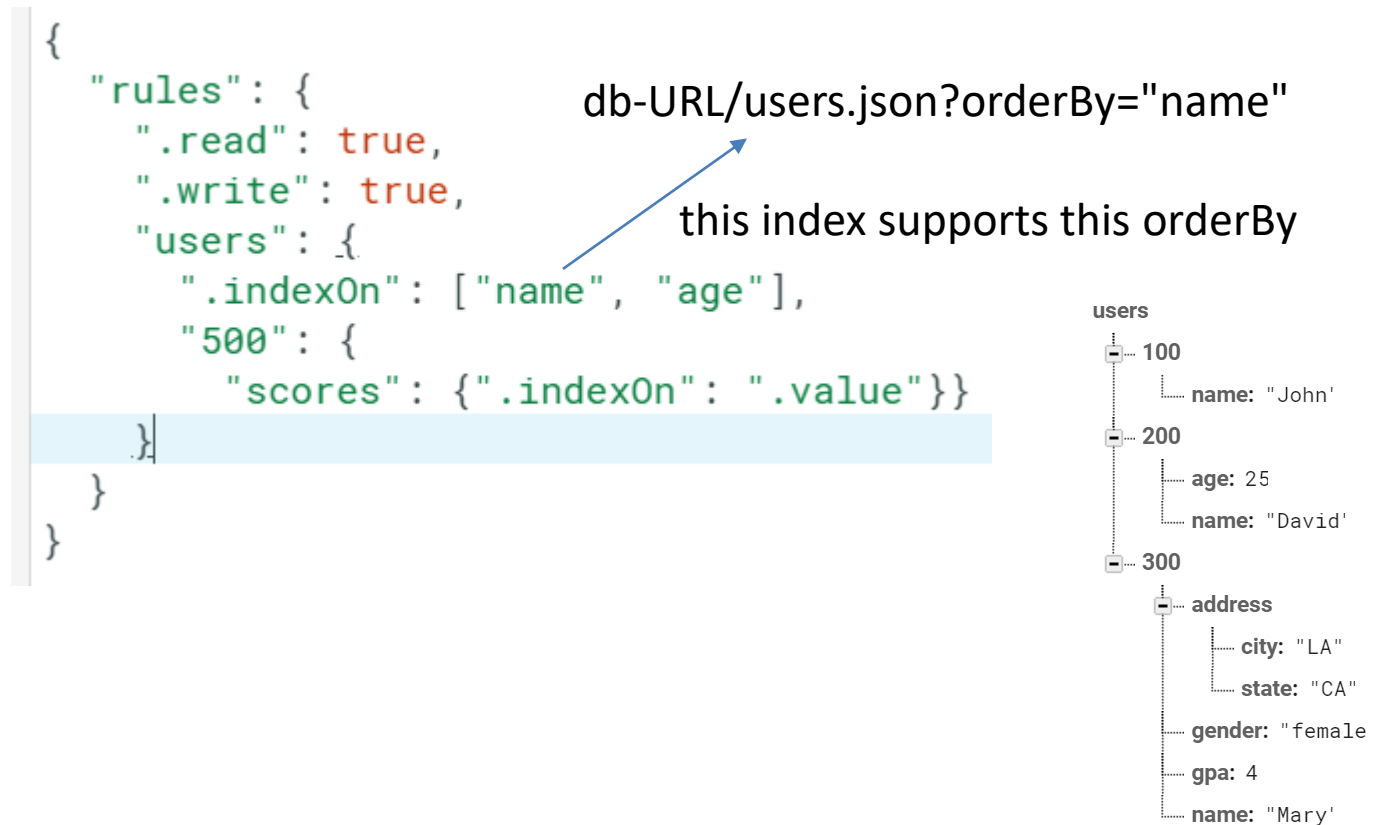 {
"rules": {
".read": true,
".write": true,
"users": {
".indexOn": ["name", "age"],
"500": {
"scores": {".indexOn": ".value"}}
}
}
}
db-URL/users.json?orderBy="name"
this index supports this orderBy
users
100
name: "John'
200
age: 25
name: "David'
300
address
city: "LA"
state: "CA"
gender: "female
gpa: 4
name: "Mary'